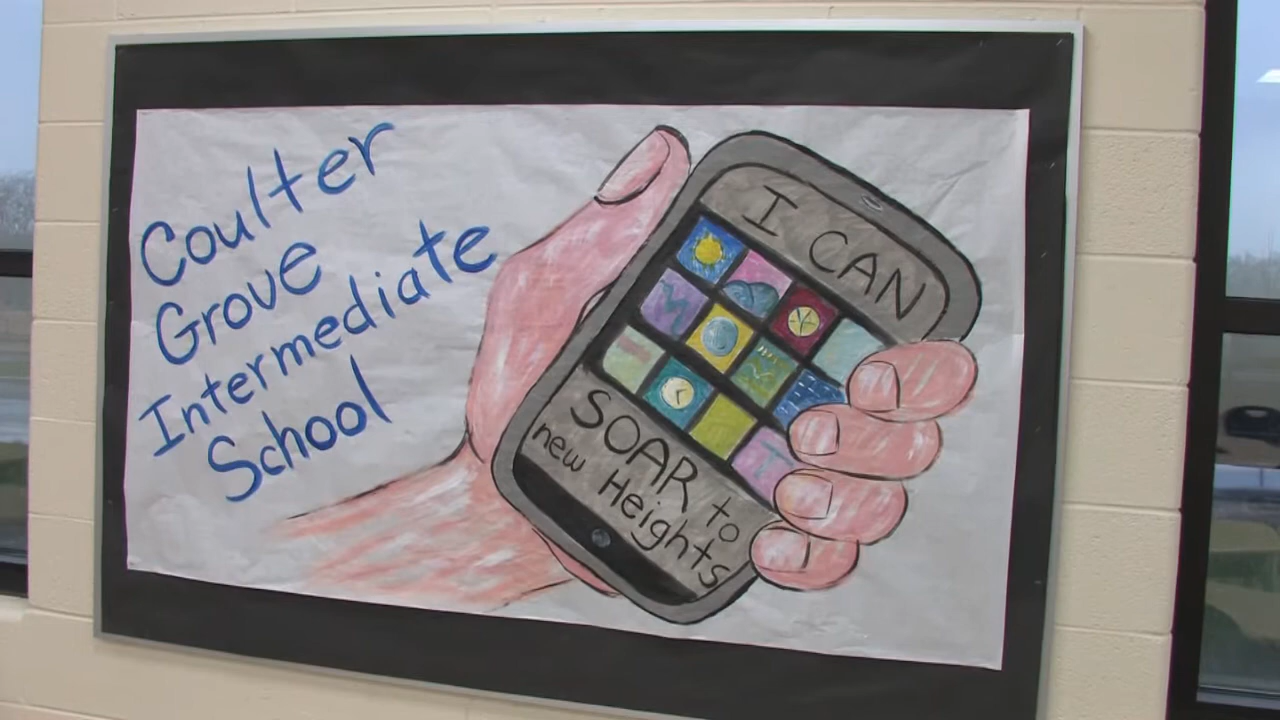 Coulter
Grove
Intermediate
School
I CAN
SOAR to
new Heights